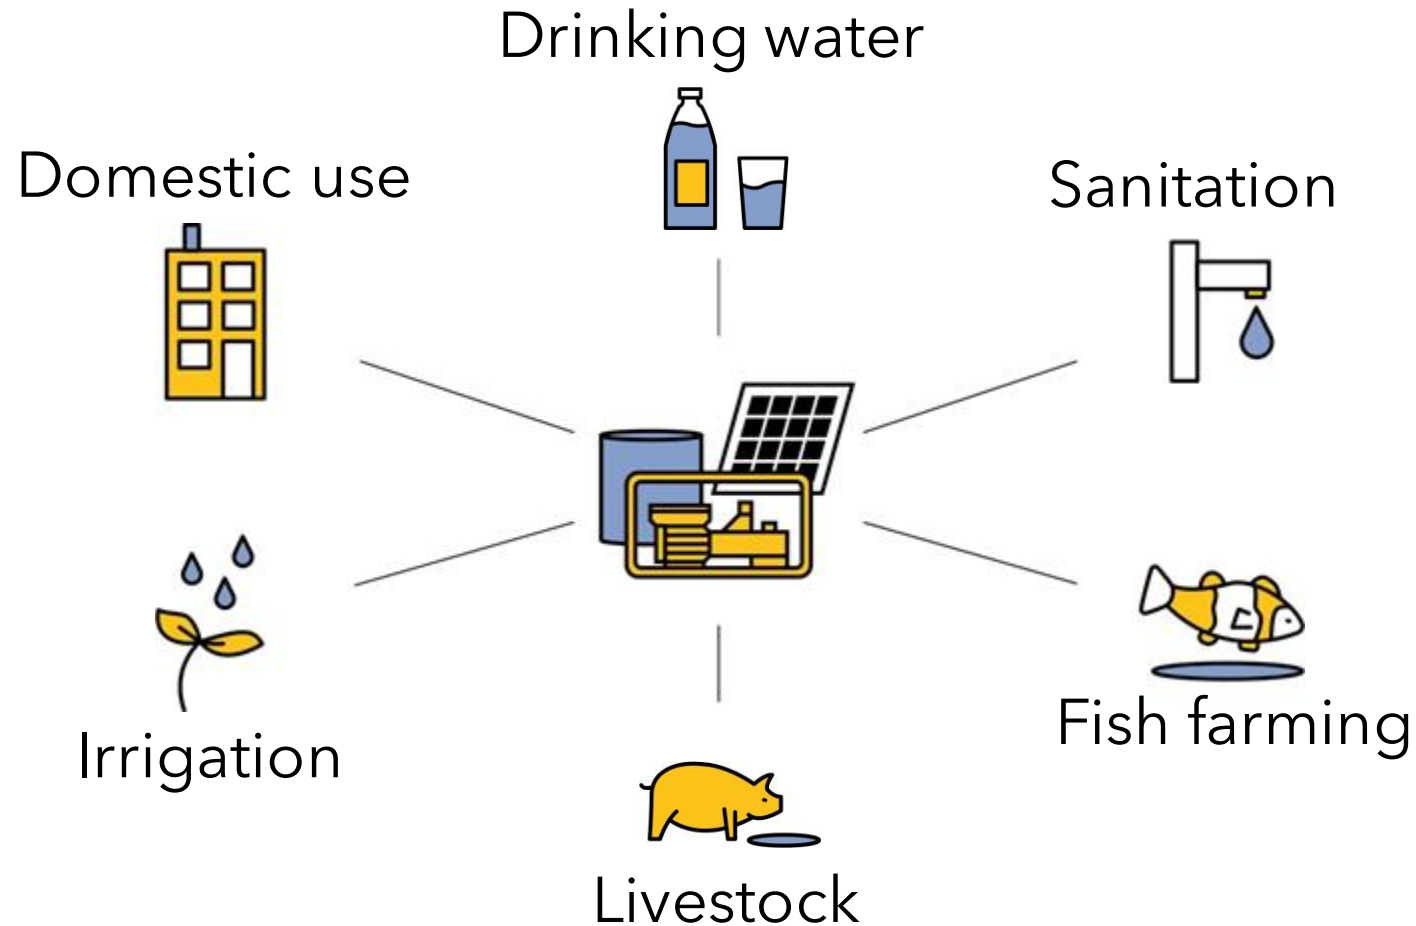 Drinking water
Domestic use
Sanitation
Irrigation
Fish farming
Livestock